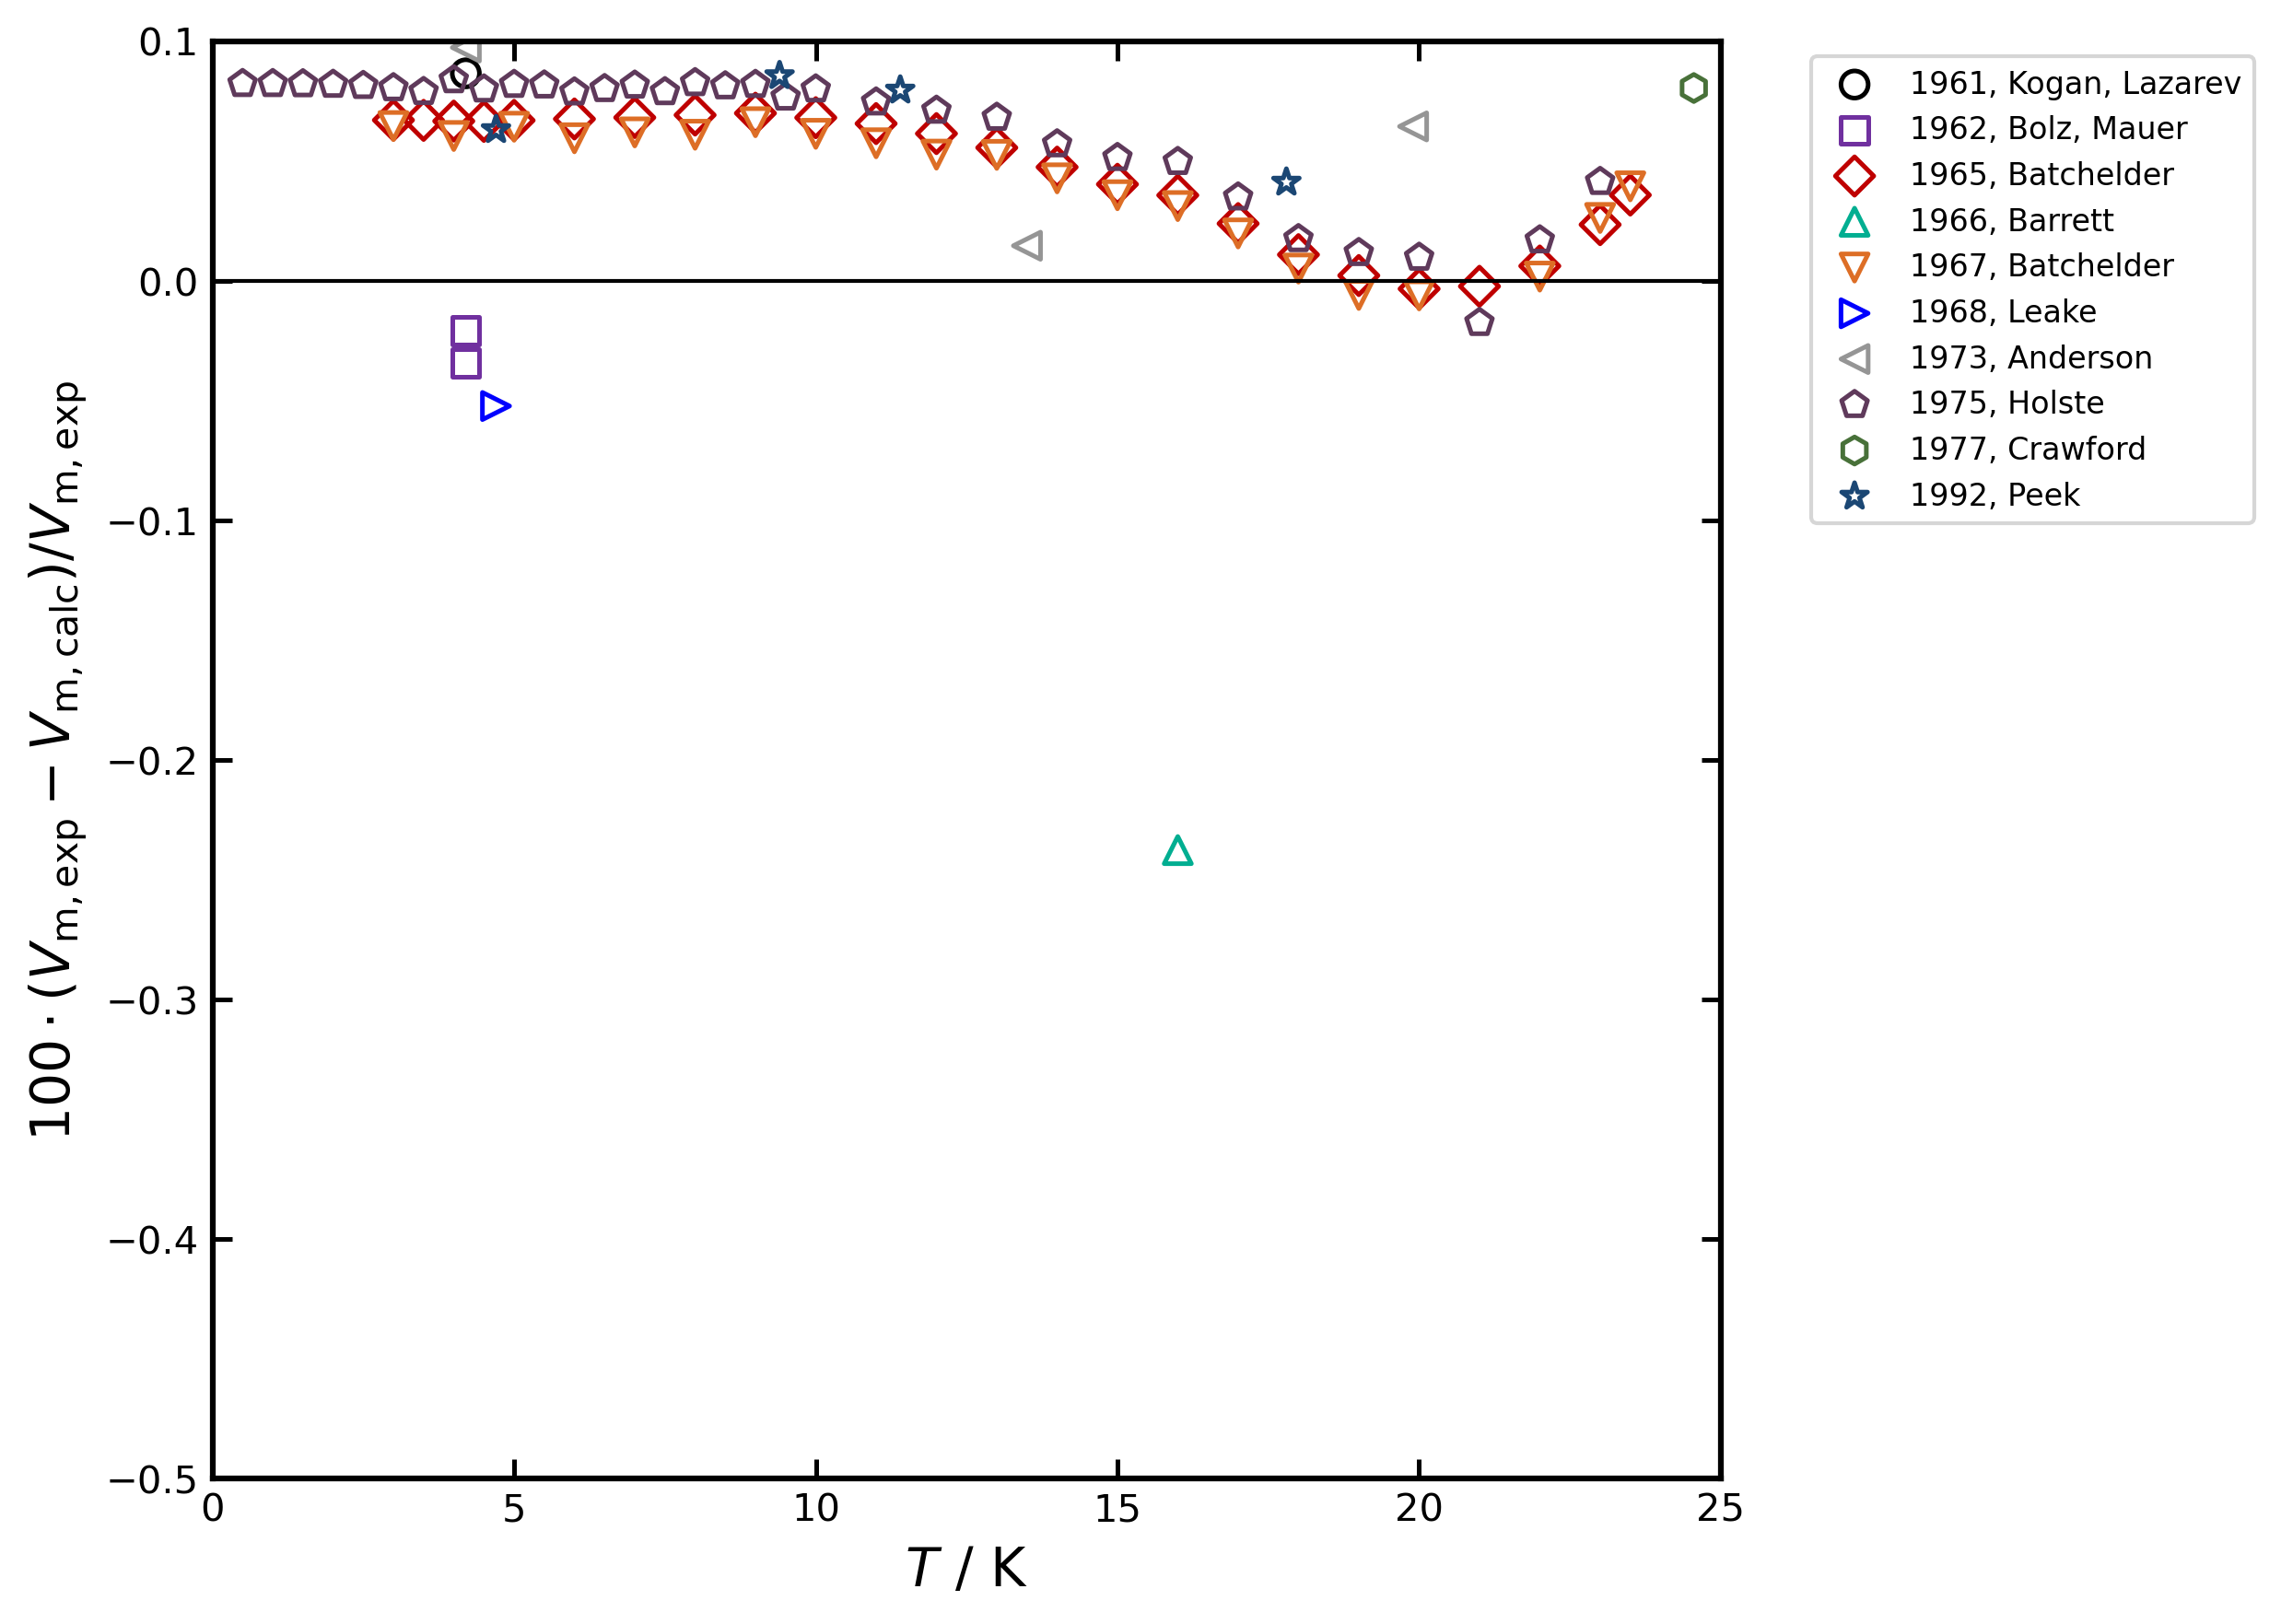 0.1
0.0
−0.1
−0.2
−0.3
−0.4
−0.5
0 5 10 15 20 25
T / K
100 · (Vm,exp − Vm,calc)/Vm,exp
1961, Kogan, Lazarev
1962, Bolz, Mauer
1965, Batchelder
1966, Barrett
1967, Batchelder
1968, Leake
1973, Anderson
1975, Holste
1977, Crawford
1992, Peek